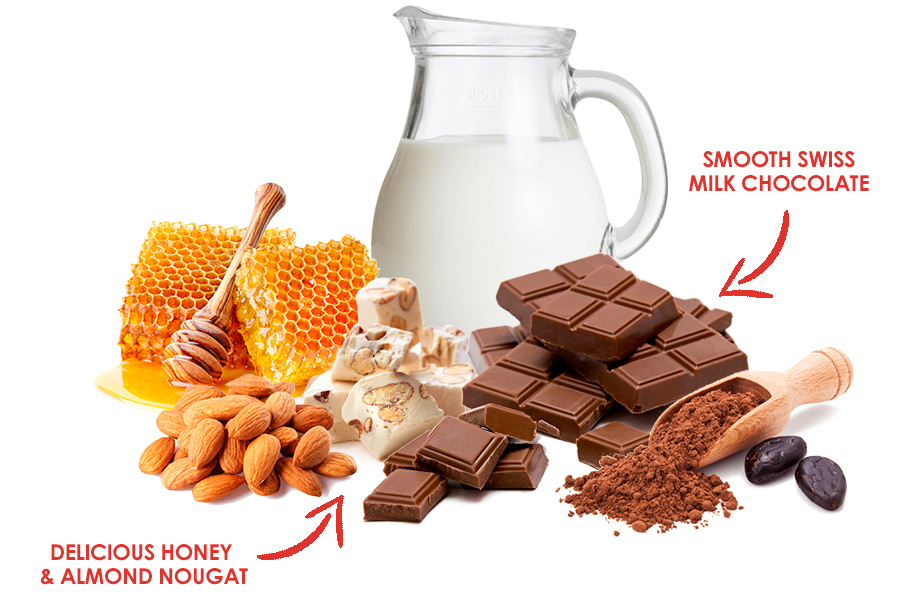 SMOOTH SWISS
MILK CHOCOLATE
DELICIOUS HONEY
& ALMOND NOUGAT